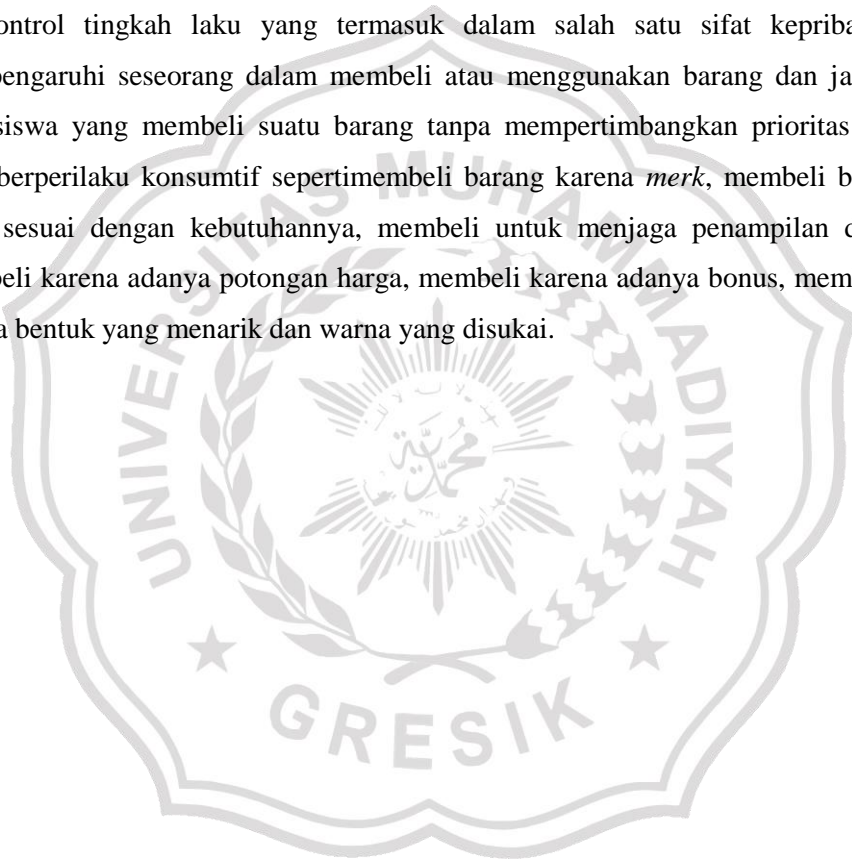 ontrol tingkah laku yang termasuk dalam salah satu sifat kepriba
pengaruhi seseorang dalam membeli atau menggunakan barang dan ja
siswa yang membeli suatu barang tanpa mempertimbangkan prioritas
berperilaku konsumtif sepertimembeli barang karena merk, membeli b
sesuai dengan kebutuhannya, membeli untuk menjaga penampilan d
eli karena adanya potongan harga, membeli karena adanya bonus, mem
a bentuk yang menarik dan warna yang disukai.
UNIVERSITAS MUHAMMADIYAH
GRESIK